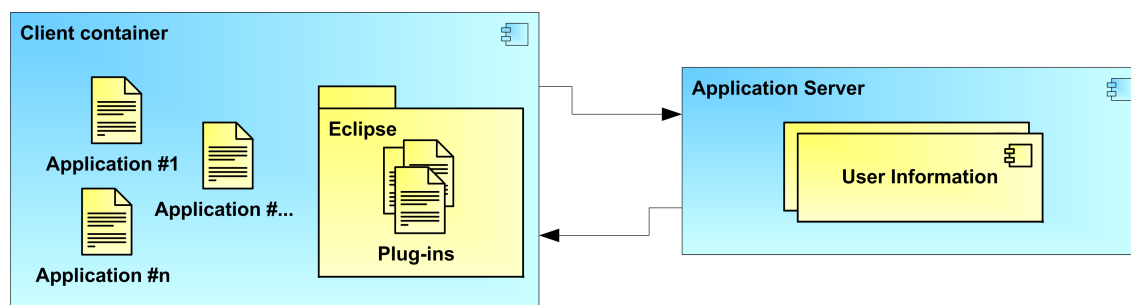 Client container
Application #1
Application #...
Application #n
Eclipse
Plug-ins
Application Server
User Information